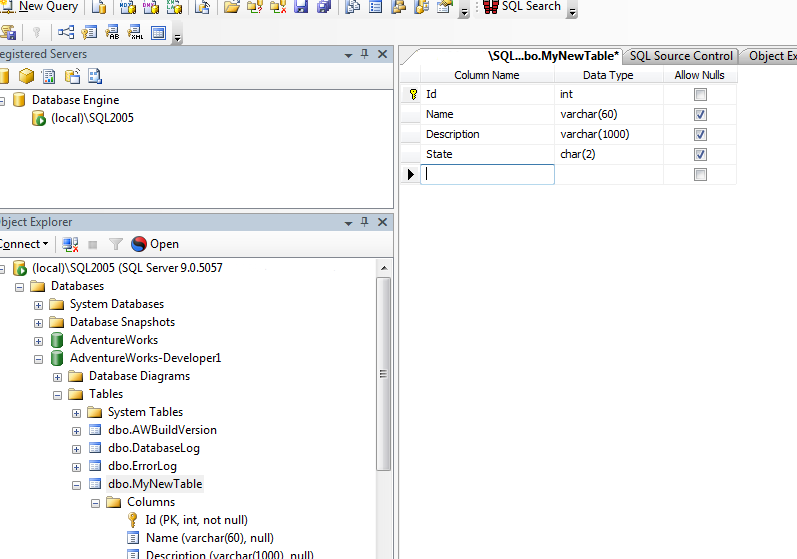 New Query
SQL Search
egistered Servers
Database Engine
(local)\SQL2005
\SQL...bo.MyNewTable*
SQL Source Control
Object Ex
Column Name
Data Type
Allow Nulls
Id
int
Name
varchar(60)
Description
varchar(1000)
State
char(2)
bject Explorer
Connect
Open
(local)\SQL2005 (SQL Server 9.0.5057
Databases
System Databases
Database Snapshots
AdventureWorks
AdventureWorks-Developer1
Database Diagrams
Tables
System Tables
dbo.AWBuildVersion
dbo.DatabaseLog
dbo.ErrorLog
dbo.MyNewTable
Columns
Id (PK, int, not null)
Name (varchar(60), null)
Description (varchar(1000), null)